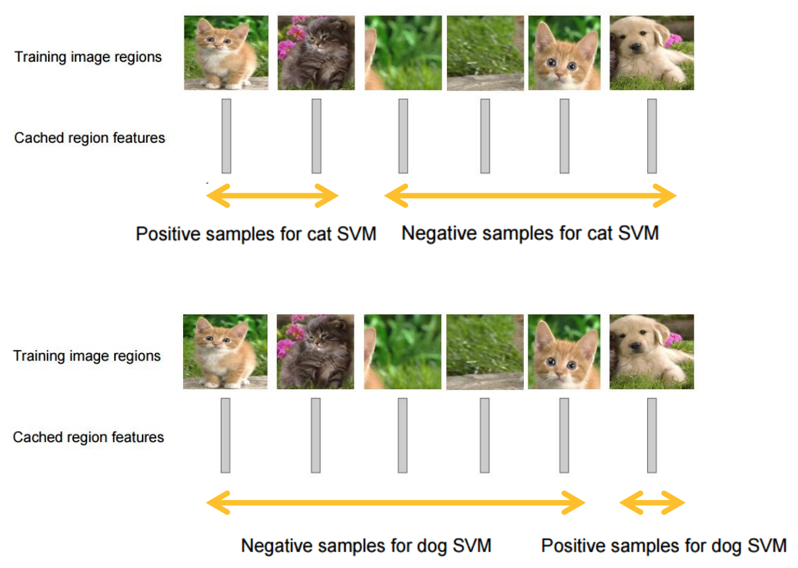 Training image regions
Cached region features
Positive samples for cat SVM
Negative samples for cat SVM
Training image regions
Cached region features
Negative samples for dog SVM
Positive samples for dog SVM